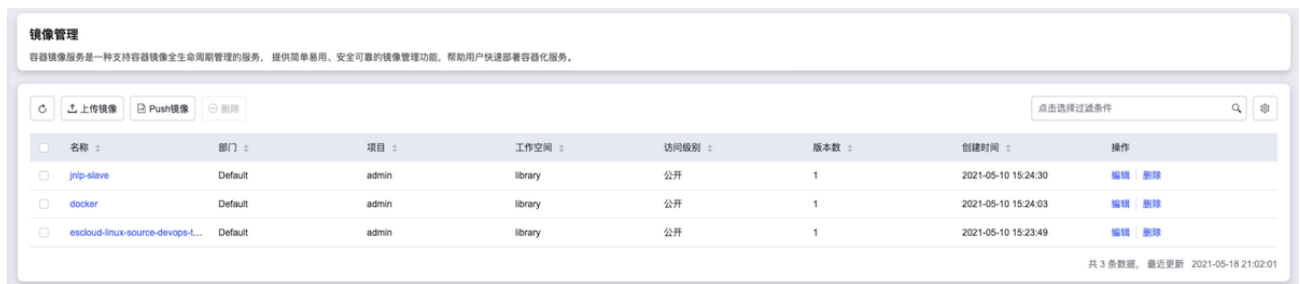 镜像管理
容器镜像服务是一种支持容器镜像全生命周期管理的服务， 提供简单易用、安全可靠的镜像管理功能，帮助用户快速部署容器化服务。
上传镜像 Push镜像 删除 点击选择过滤条件
名称 部门 项目 工作空间 访问级别 版本数 创建时间 操作
jnlp-slave Default admin library 公开 1 2021-05-10 15:24:30 编辑 删除
docker Default admin library 公开 1 2021-05-10 15:24:03 编辑 删除
escloud-linux-source-devops-t... Default admin library 公开 1 2021-05-10 15:23:49 编辑 删除
共 3 条数据， 最近更新 2021-05-18 21:02:01